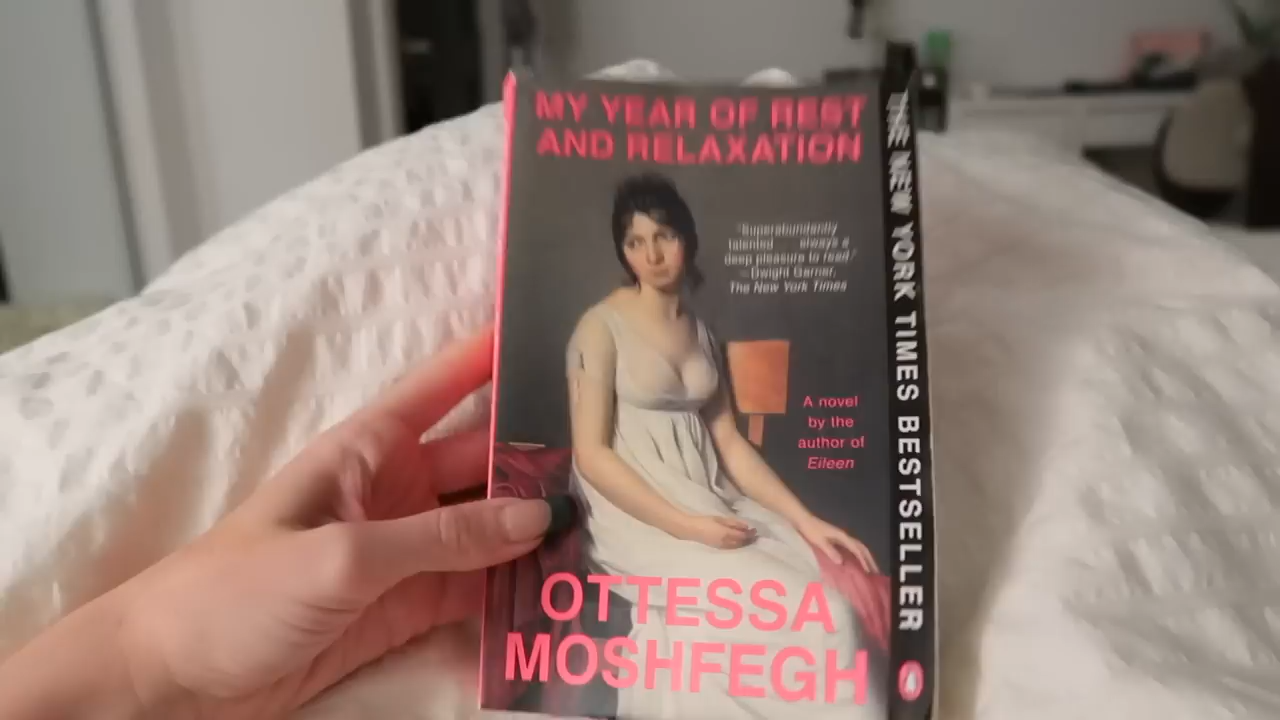 MY YEAR OF REST
AND RELAXATION
"Superabundantly
talented always a
deep pleasure to read."
—Dwight Garner,
The New York Times
A novel
by the
author of
Eileen
OTTESSA
MOSHFEGH
THE NEW YORK TIMES BESTSELLER